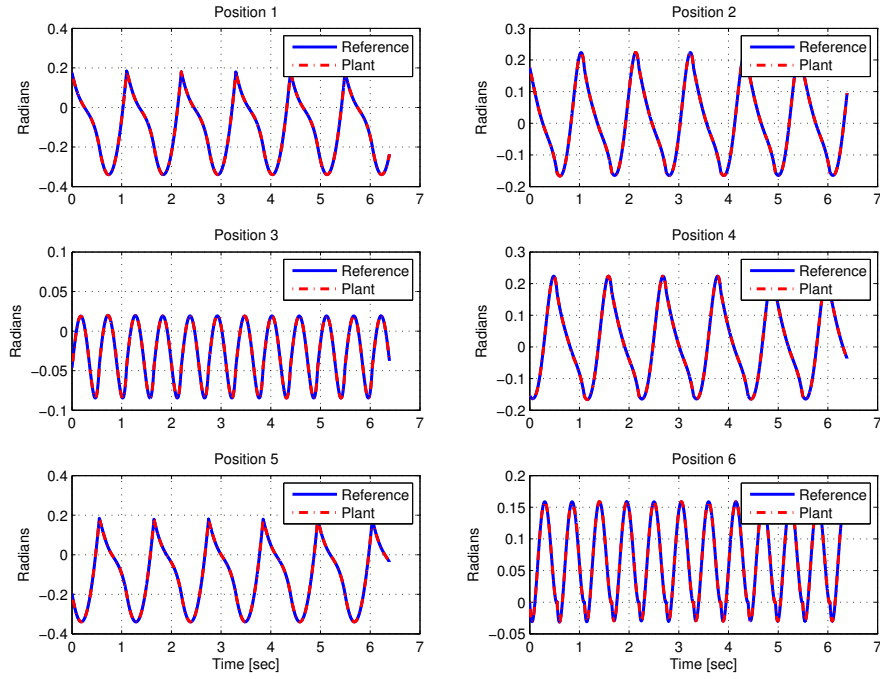 Position 1
0.4
0.2
0
−0.2
−0.4
Radians
0 1 2 3 4 5 6 7
Reference
Plant
Position 2
0.3
0.2
0.1
0
−0.1
−0.2
Radians
0 1 2 3 4 5 6 7
Reference
Plant
Position 3
0.1
0.05
0
−0.05
−0.1
Radians
0 1 2 3 4 5 6 7
Reference
Plant
Position 4
0.3
0.2
0.1
0
−0.1
−0.2
Radians
0 1 2 3 4 5 6 7
Reference
Plant
Position 5
0.4
0.2
0
−0.2
−0.4
Radians
0 1 2 3 4 5 6 7
Time [sec]
Reference
Plant
Position 6
0.15
0.1
0.05
0
−0.05
Radians
0 1 2 3 4 5 6 7
Time [sec]
Reference
Plant